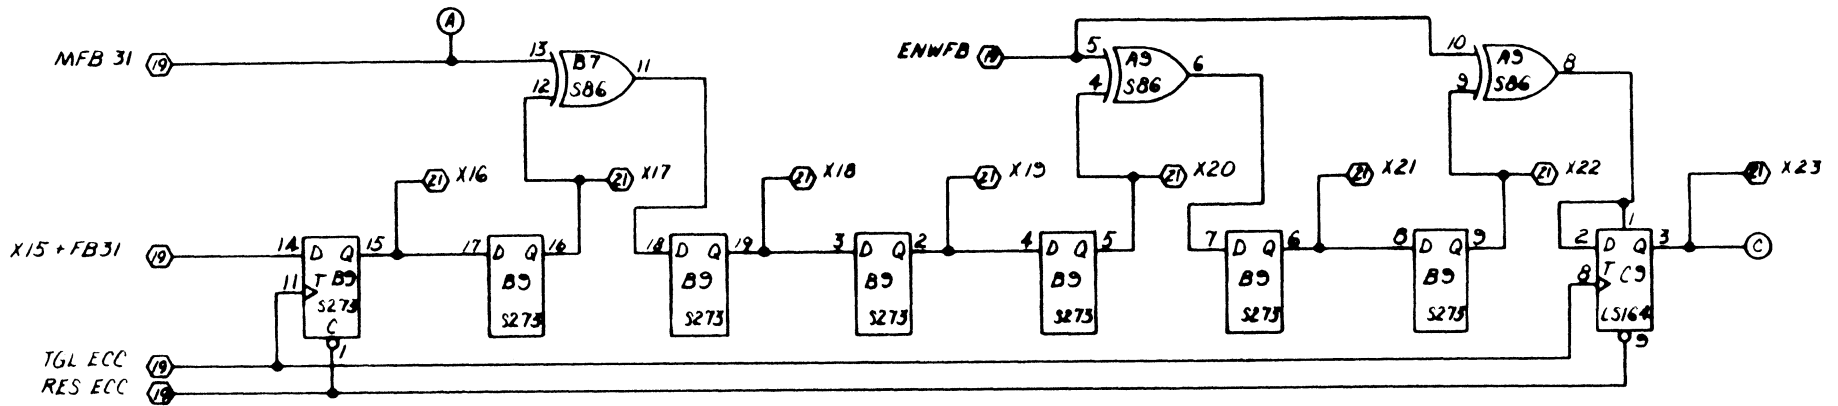 A
MFB 31 19
13 B7 11
12 S86
ENWFB 19
5 A9 6
4 S86
10 A9 8
9 S86
21 X16
21 X17
21 X18
21 X19
21 X20
21 X21
21 X22
21 X23
X15 + FB31 19
14 D Q 15
11 T B9
S273
C
1
17 D Q 16
B9
S273
18 D Q 19
B9
S273
3 D Q 2
B9
S273
4 D Q 5
B9
S273
7 D Q 6
B9
S273
8 D Q 9
B9
S273
1
2 D Q 3
8 T C9
LS164
9
C
TGL ECC 19
RES ECC 19